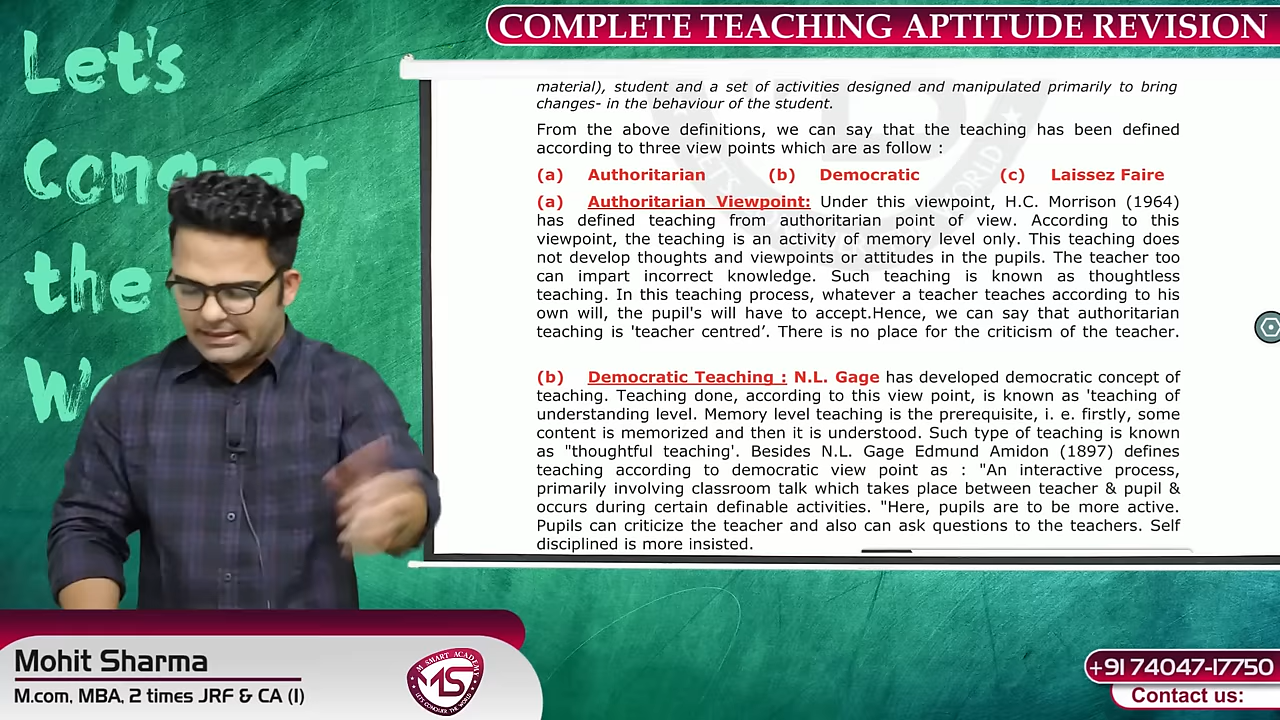 COMPLETE TEACHING APTITUDE REVISION
Let's
Conquer
the
W
material), student and a set of activities designed and manipulated primarily to bring
changes- in the behaviour of the student.
From the above definitions, we can say that the teaching has been defined
according to three view points which are as follow :
(a) Authoritarian (b) Democratic (c) Laissez Faire
(a) Authoritarian Viewpoint: Under this viewpoint, H.C. Morrison (1964)
has defined teaching from authoritarian point of view. According to this
viewpoint, the teaching is an activity of memory level only. This teaching does
not develop thoughts and viewpoints or attitudes in the pupils. The teacher too
can impart incorrect knowledge. Such teaching is known as thoughtless
teaching. In this teaching process, whatever a teacher teaches according to his
own will, the pupil's will have to accept.Hence, we can say that authoritarian
teaching is 'teacher centred’. There is no place for the criticism of the teacher.
(b) Democratic Teaching : N.L. Gage has developed democratic concept of
teaching. Teaching done, according to this view point, is known as 'teaching of
understanding level. Memory level teaching is the prerequisite, i. e. firstly, some
content is memorized and then it is understood. Such type of teaching is known
as "thoughtful teaching'. Besides N.L. Gage Edmund Amidon (1897) defines
teaching according to democratic view point as : "An interactive process,
primarily involving classroom talk which takes place between teacher & pupil &
occurs during certain definable activities. "Here, pupils are to be more active.
Pupils can criticize the teacher and also can ask questions to the teachers. Self
disciplined is more insisted.
Mohit Sharma
M.com, MBA, 2 times JRF & CA (I)
M SMART ACADEMY
MS
LETS CONQUER THE WORLD
+91 74047-17750
Contact us: